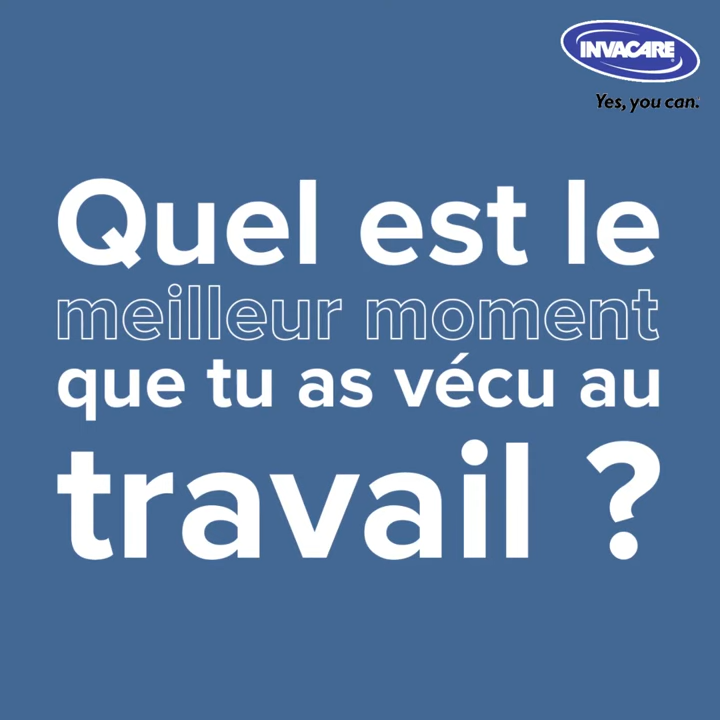 INVACARE
Yes, you can.
Quel est le
meilleur moment
que tu as vécu au
travail ?